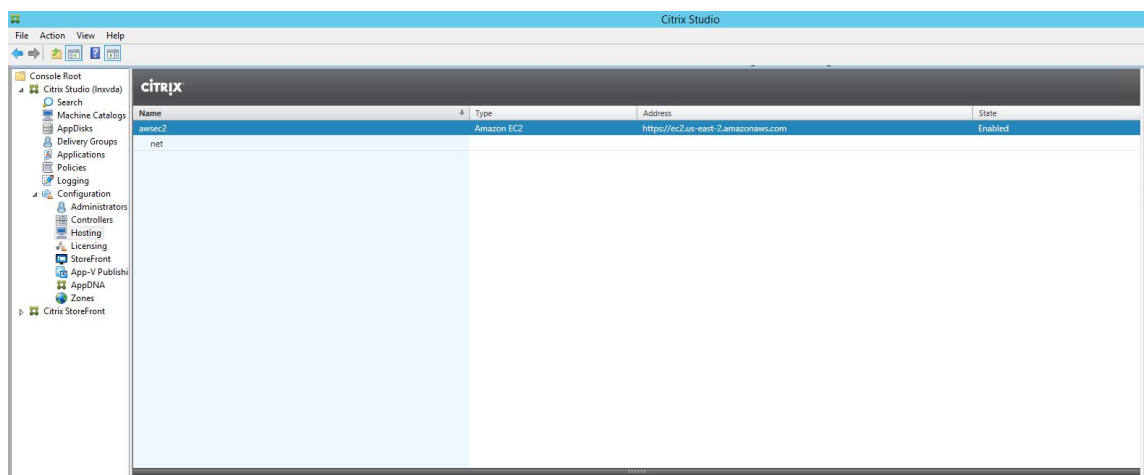 Citrix Studio
File Action View Help
Console Root
Citrix Studio (lnxvda)
Search
Machine Catalogs
AppDisks
Delivery Groups
Applications
Policies
Logging
Configuration
Administrators
Controllers
Hosting
Licensing
StoreFront
App-V Publishi
AppDNA
Zones
Citrix StoreFront
CİTRIX
Name Type Address State
awsec2 Amazon EC2 https://ec2.us-east-2.amazonaws.com Enabled
net